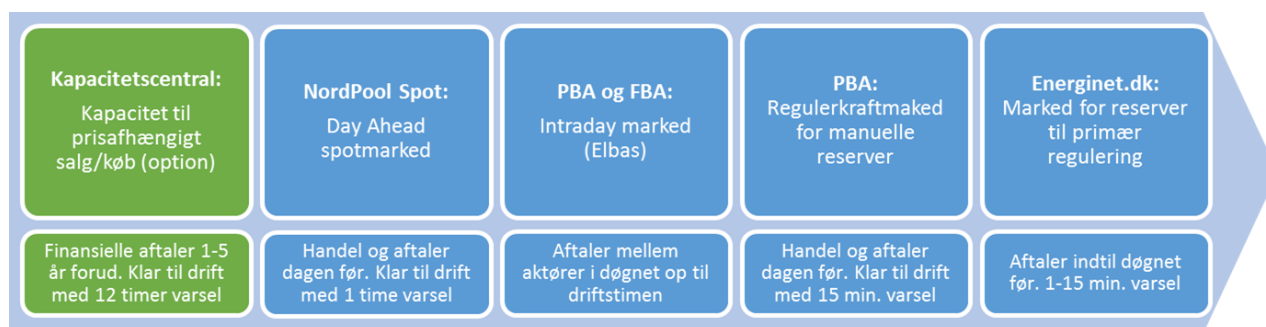 Kapacitetscentral:
Kapacitet til
prisafhængigt
salg/køb (option)
NordPool Spot:
Day Ahead
spotmarked
PBA og FBA:
Intraday marked
(Elbas)
PBA:
Regulerkraftmaked
for manuelle
reserver
Energinet.dk:
Marked for reserver
til primær
regulering
Finansielle aftaler 1-5
år forud. Klar til drift
med 12 timer varsel
Handel og aftaler
dagen før. Klar til drift
med 1 time varsel
Aftaler mellem
aktører i døgnet op til
driftstimen
Handel og aftaler
dagen før. Klar til drift
med 15 min. varsel
Aftaler indtil døgnet
før. 1-15 min. varsel